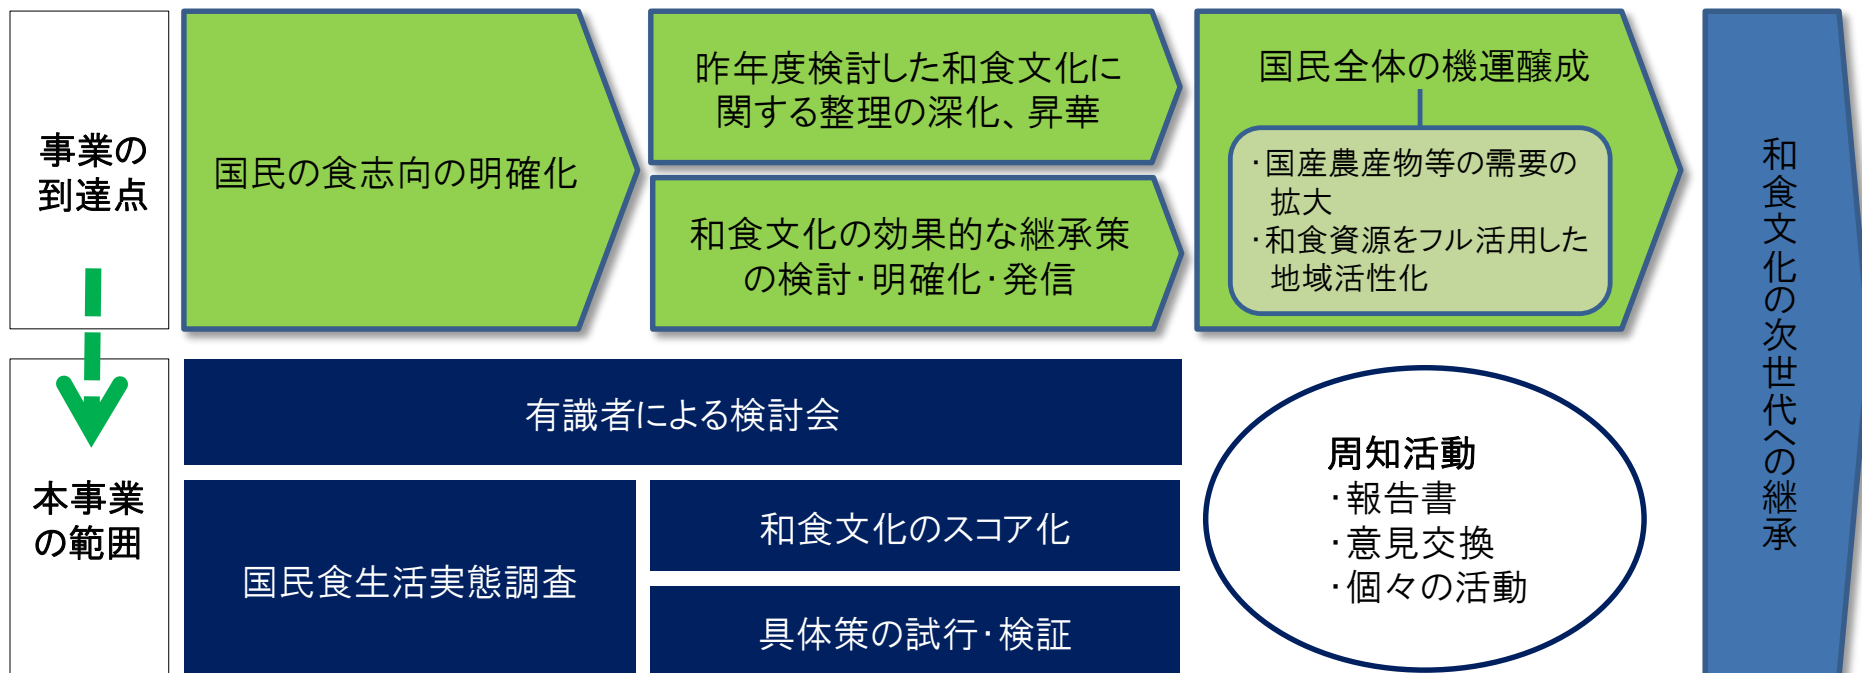 事業の
到達点
国民の食志向の明確化
昨年度検討した和食文化に
関する整理の深化、昇華
和食文化の効果的な継承策
の検討･明確化･発信
国民全体の機運醸成
･国産農産物等の需要の
拡大
･和食資源をフル活用した
地域活性化
和食文化の次世代への継承
本事業
の範囲
有識者による検討会
国民食生活実態調査
和食文化のスコア化
具体策の試行･検証
周知活動
･報告書
･意見交換
･個々の活動